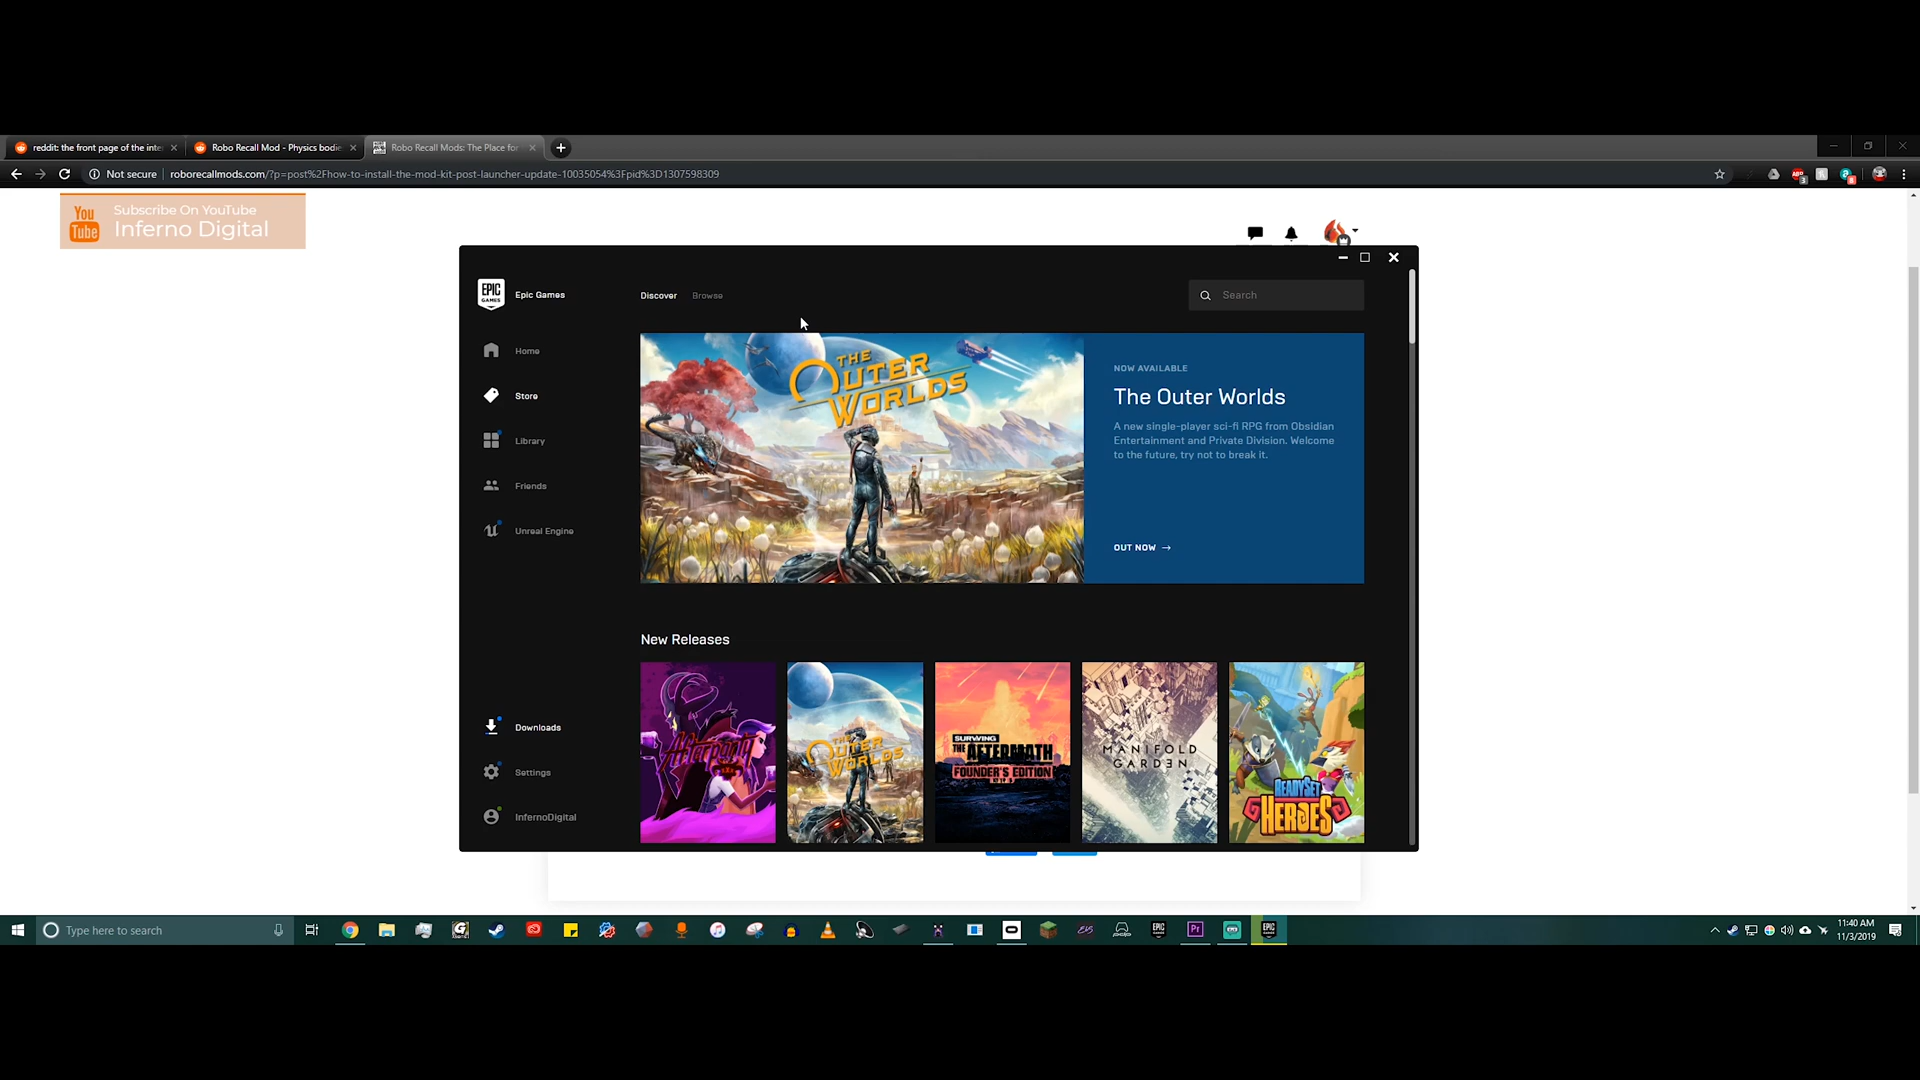 reddit: the front page of the inte
Robo Recall Mod - Physics bodie
Robo Recall Mods: The Place for
Not secure
roborecallmods.com/?p=post%2Fhow-to-install-the-mod-kit-post-launcher-update-10035054%3Fpid%3D1307598309
You
Tube
Subscribe On YouTube
Inferno Digital
EPIC
GAMES
Epic Games
Discover
Browse
Search
Home
Store
Library
Friends
Unreal Engine
THE
OUTER
WORLDS
NOW AVAILABLE
The Outer Worlds
A new single-player sci-fi RPG from Obsidian
Entertainment and Private Division. Welcome
to the future, try not to break it.
OUT NOW
New Releases
Afterparty
THE
OUTER
WORLDS
SURVIVING
THE AFTERMATH
FOUNDER'S EDITION
MANIFOLD
GARDEN
READYSET
HEROES
Downloads
Settings
InfernoDigital
Type here to search
Pr
11:40 AM
11/3/2019